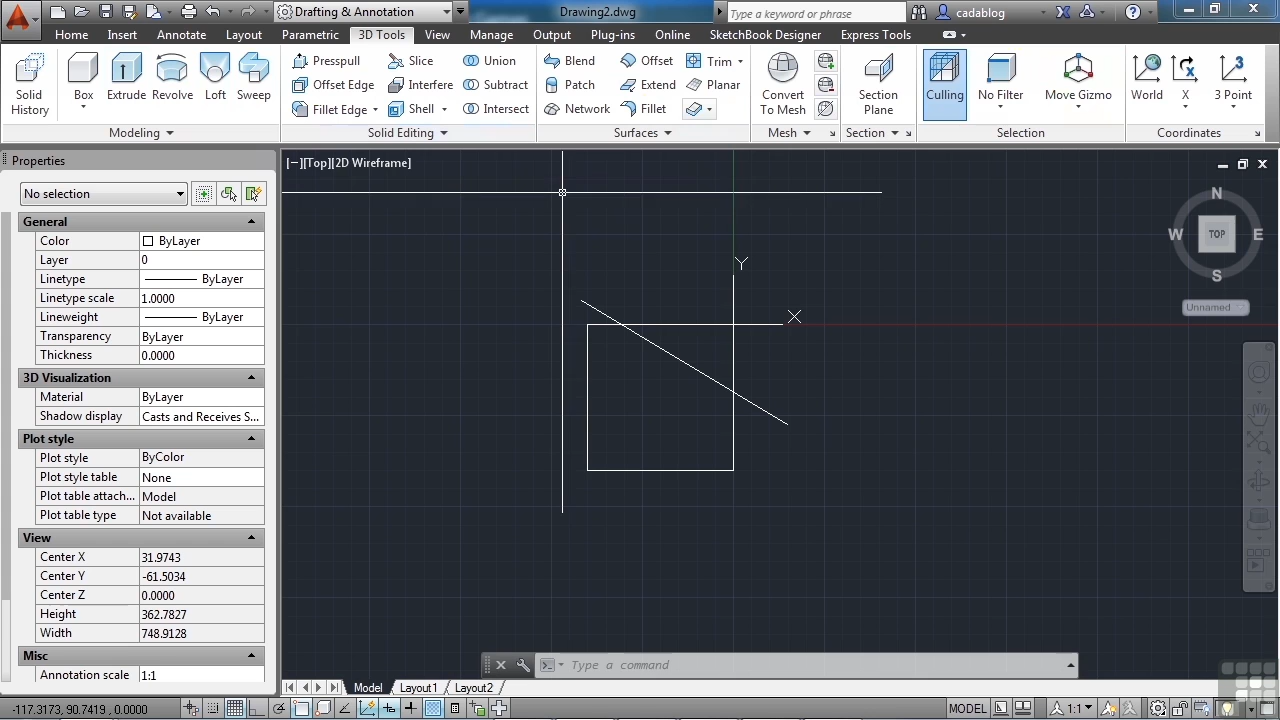 Drafting & Annotation
Drawing2.dwg
Type a keyword or phrase
cadablog
Home Insert Annotate Layout Parametric 3D Tools View Manage Output Plug-ins Online SketchBook Designer Express Tools
Solid History
Box
Extrude
Revolve
Loft
Sweep
Modeling
Presspull Slice Union
Offset Edge Interfere Subtract
Fillet Edge Shell Intersect
Solid Editing
Blend Offset Trim
Patch Extend Planar
Network Fillet
Surfaces
Convert To Mesh
Mesh
Section Plane
Section
Culling
No Filter
Move Gizmo
Selection
World
X
3 Point
Coordinates
Properties
No selection
General
Color ByLayer
Layer 0
Linetype ByLayer
Linetype scale 1.0000
Lineweight ByLayer
Transparency ByLayer
Thickness 0.0000
3D Visualization
Material ByLayer
Shadow display Casts and Receives S...
Plot style
Plot style ByColor
Plot style table None
Plot table attach... Model
Plot table type Not available
View
Center X 31.9743
Center Y -61.5034
Center Z 0.0000
Height 362.7827
Width 748.9128
Misc
Annotation scale 1:1
[−][Top][2D Wireframe]
Y
X
N
W TOP E
S
Unnamed
Type a command
Model Layout1 Layout2
-117.3173, 90.7419 , 0.0000
MODEL
1:1